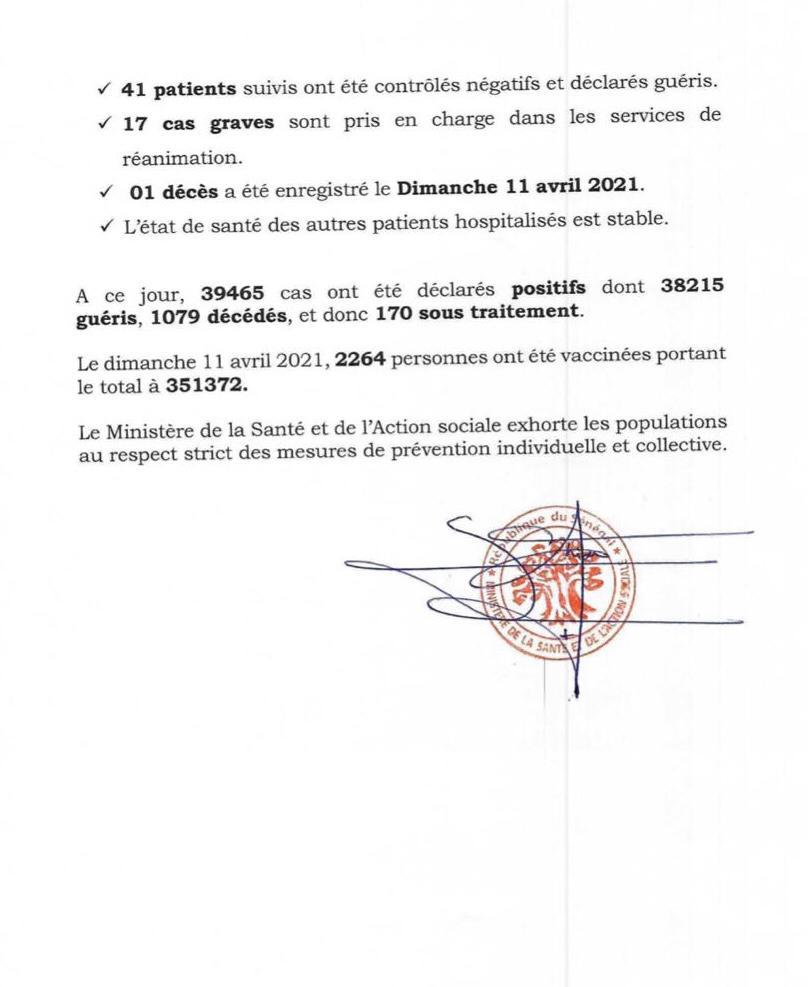 ✓ 41 patients suivis ont été contrôlés négatifs et déclarés guéris.
✓ 17 cas graves sont pris en charge dans les services de
réanimation.
✓ 01 décès a été enregistré le Dimanche 11 avril 2021.
✓ L'état de santé des autres patients hospitalisés est stable.
A ce jour, 39465 cas ont été déclarés positifs dont 38215
guéris, 1079 décédés, et donc 170 sous traitement.
Le dimanche 11 avril 2021, 2264 personnes ont été vaccinées portant
le total à 351372.
Le Ministère de la Santé et de l'Action sociale exhorte les populations
au respect strict des mesures de prévention individuelle et collective.
République du Sénégal
MINISTÈRE DE LA SANTE ET DE L'ACTION SOCIALE